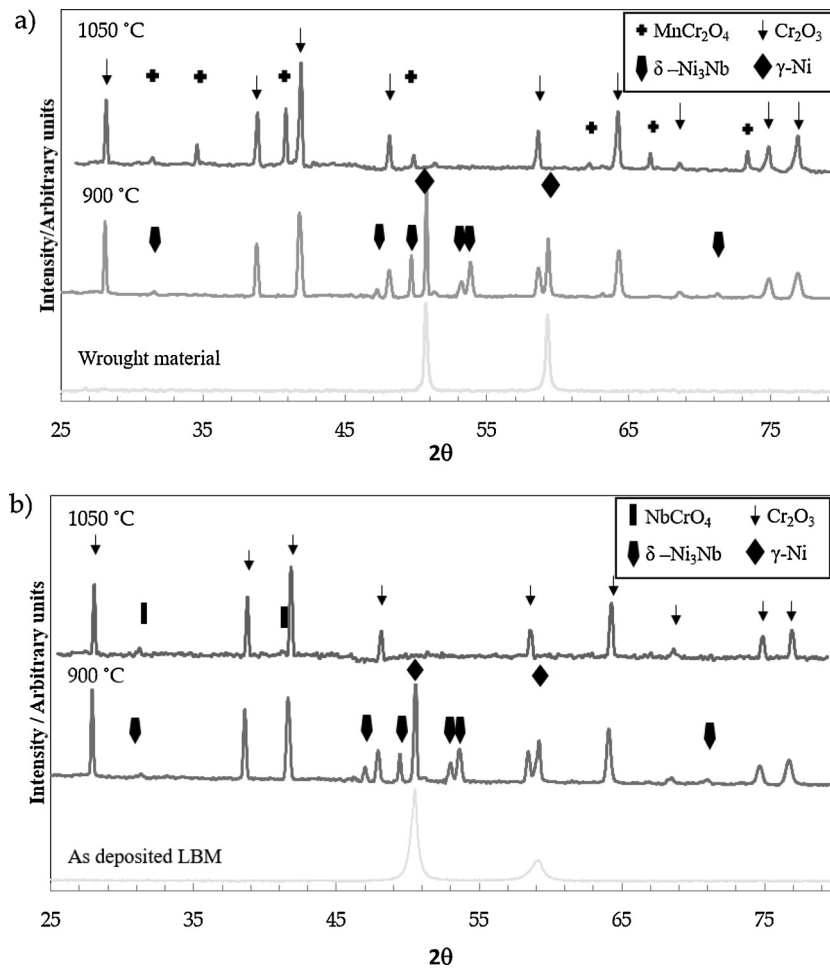 a)
1050 °C
MnCr₂O₄
Cr₂O₃
δ –Ni₃Nb
γ-Ni
900 °C
Wrought material
Intensity/Arbitrary units
25 35 45 55 65 75
2θ
b)
1050 °C
NbCrO₄
Cr₂O₃
δ –Ni₃Nb
γ-Ni
900 °C
As deposited LBM
Intensity / Arbitrary units
25 35 45 55 65 75
2θ